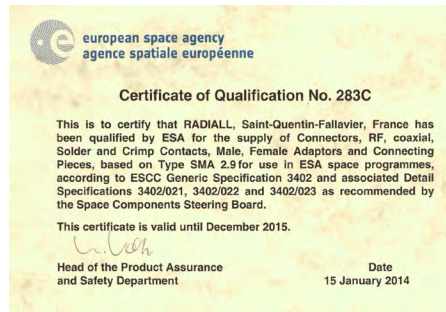 european space agency
agence spatiale européenne
Certificate of Qualification No. 283C
This is to certify that RADIALL, Saint-Quentin-Fallavier, France has
been qualified by ESA for the supply of Connectors, RF, coaxial,
Solder and Crimp Contacts, Male, Female Adaptors and Connecting
Pieces, based on Type SMA 2.9 for use in ESA space programmes,
according to ESCC Generic Specification 3402 and associated Detail
Specifications 3402/021, 3402/022 and 3402/023 as recommended by
the Space Components Steering Board.
This certificate is valid until December 2015.
Head of the Product Assurance
and Safety Department
Date
15 January 2014